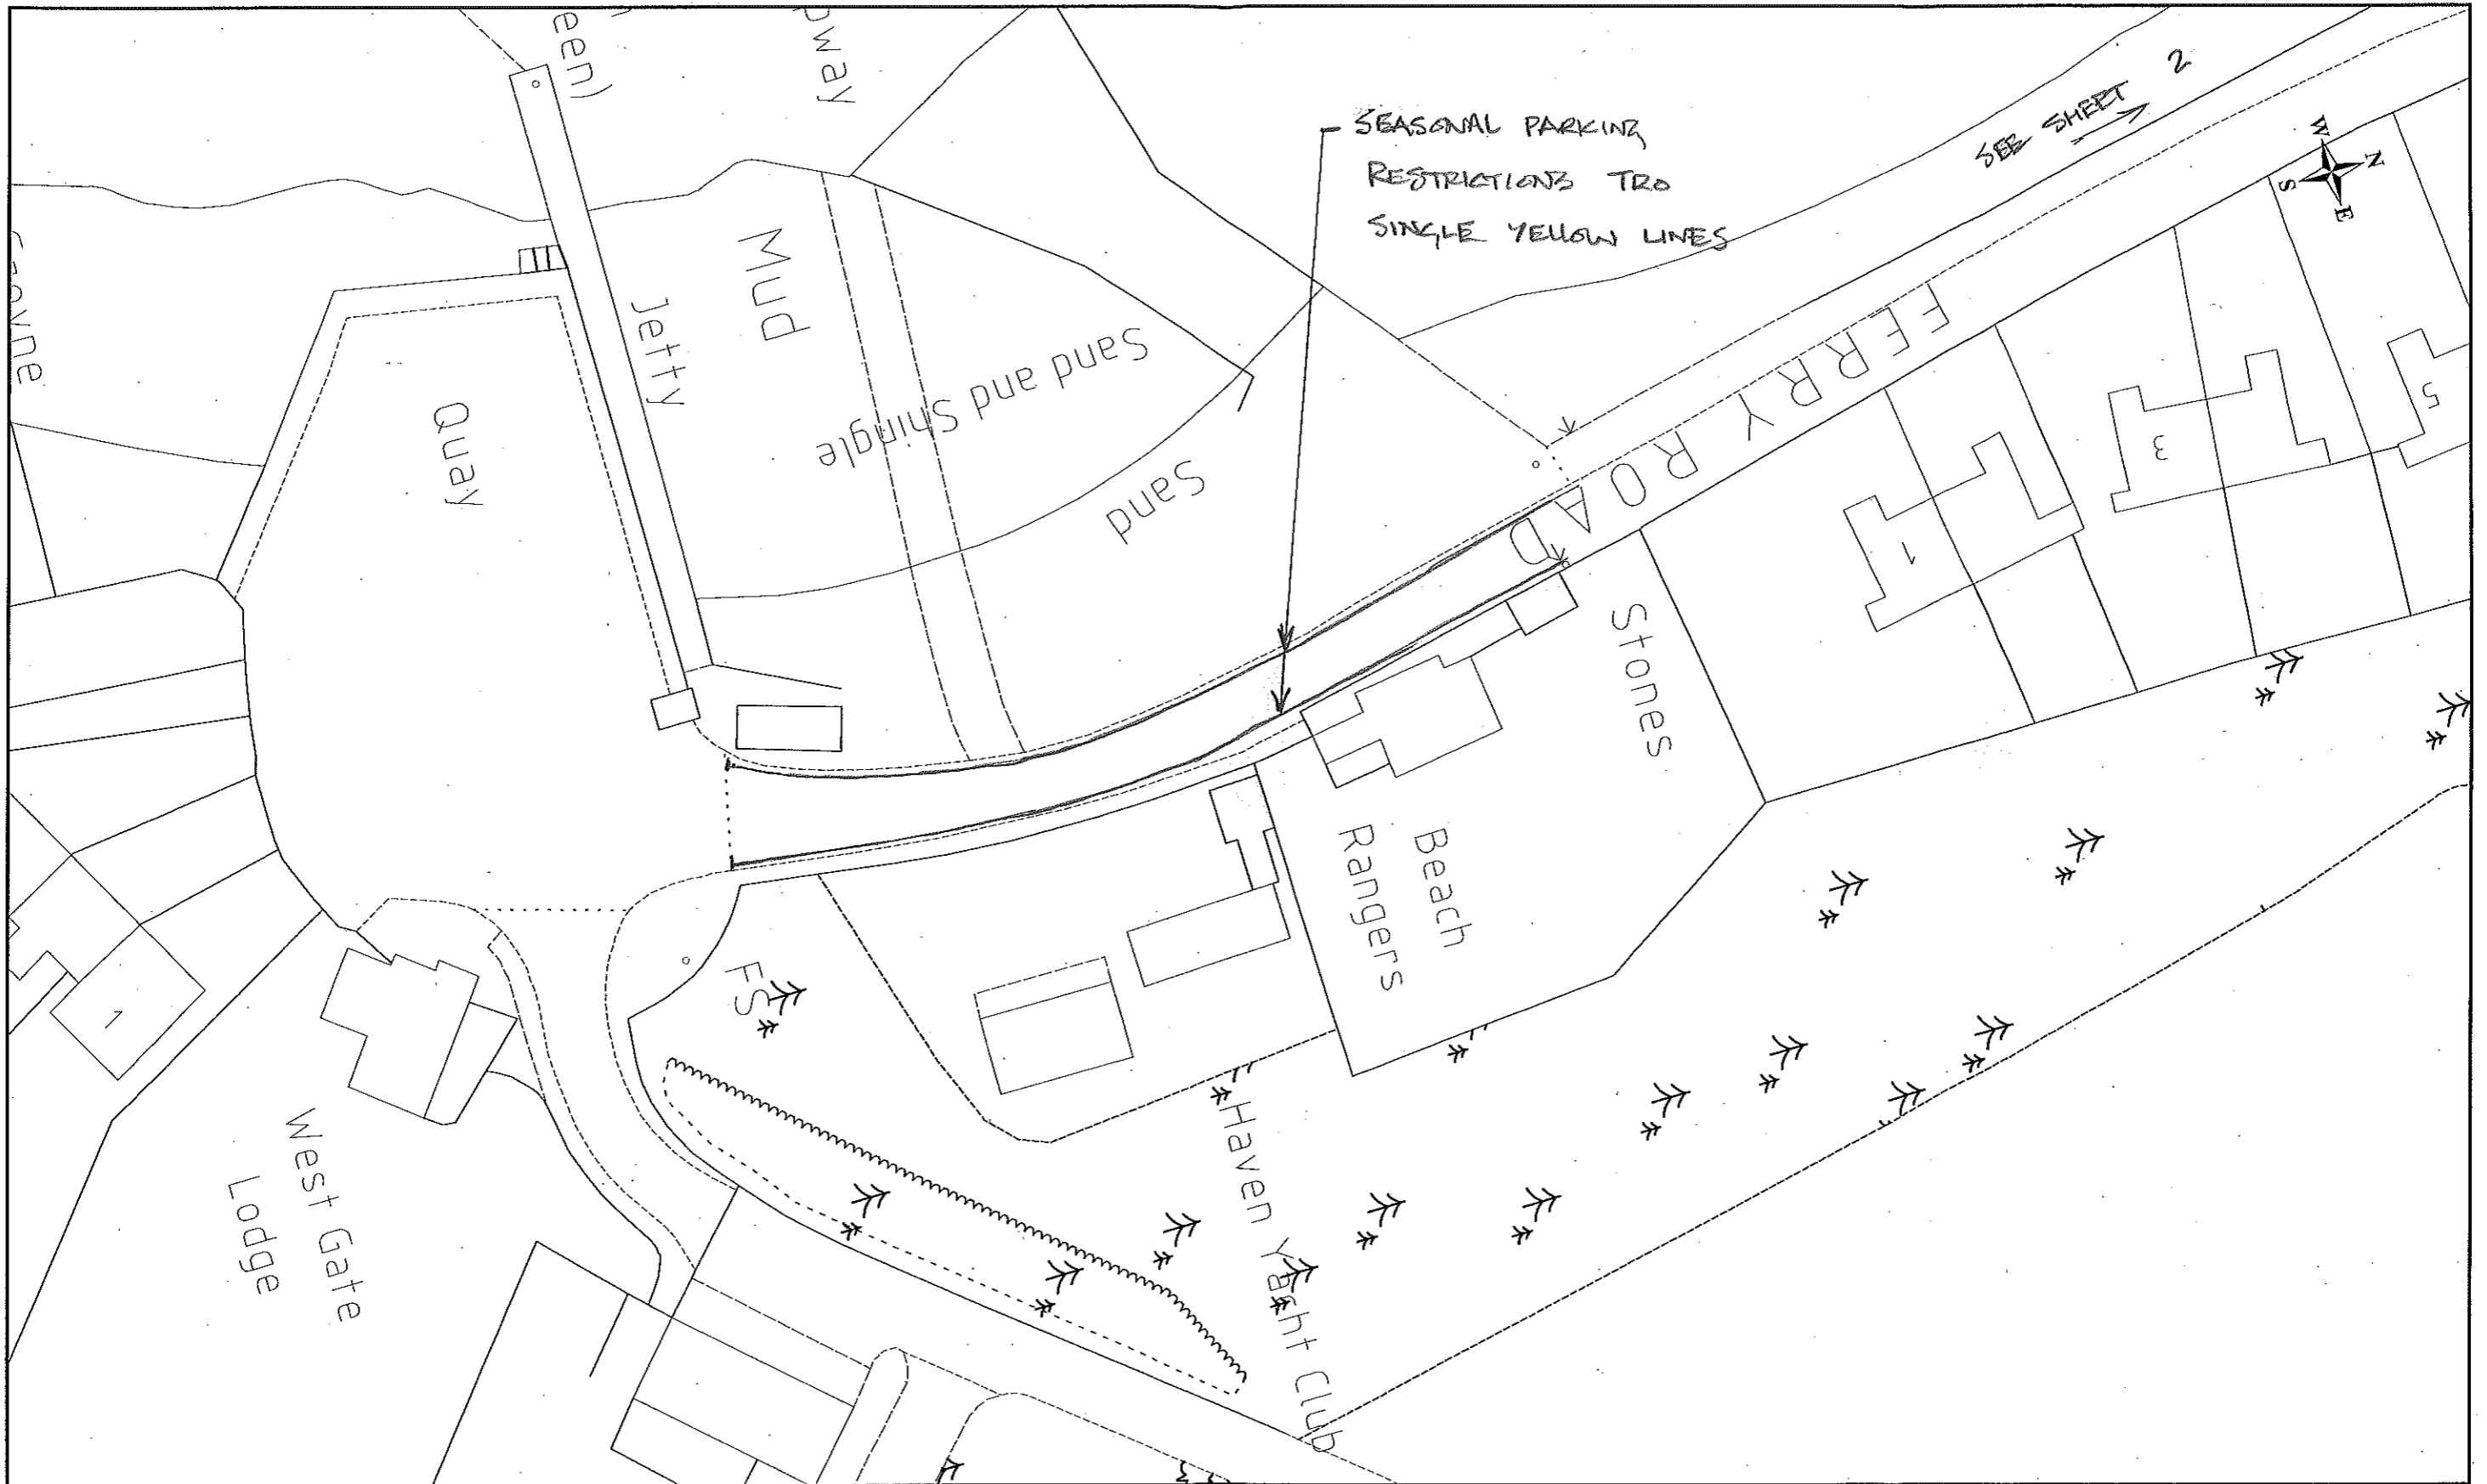 een)
SEASONAL PARKING
RESTRICTIONS TRO
SINGLE YELLOW LINES
SEE SHEET 2
W
N
S
E
Mud
Jetty
Sand and Shingle
Sand
Quay
FERRY ROAD
5
3
1
Stones
Beach
Rangers
FS
1
West Gate
Lodge
Haven Yacht Club